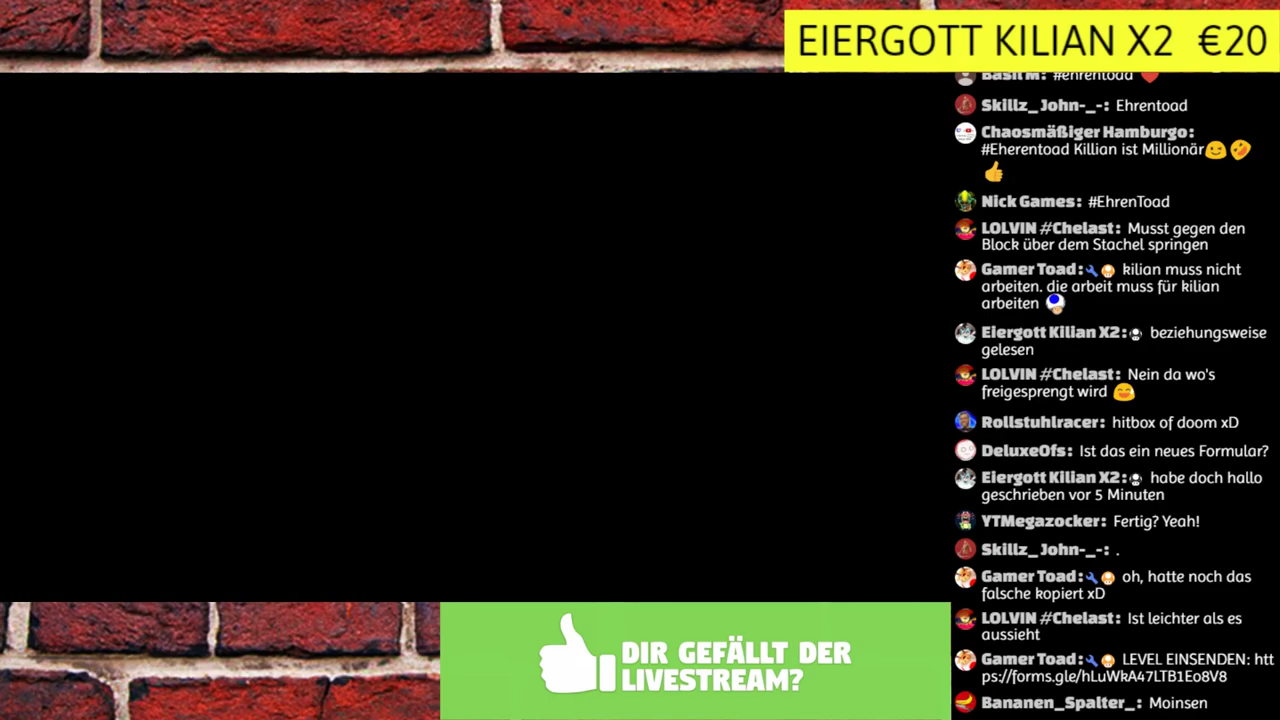 EIERGOTT KILIAN X2 €20
Basil M: #ehrentoad
Skillz_John-_-: Ehrentoad
Chaosmäßiger Hamburgo:
#Eherentoad Killian ist Millionär
Nick Games: #EhrenToad
LOLVIN #Chelast: Musst gegen den
Block über dem Stachel springen
Gamer Toad: kilian muss nicht
arbeiten. die arbeit muss für kilian
arbeiten
Eiergott Kilian X2: beziehungsweise
gelesen
LOLVIN #Chelast: Nein da wo's
freigesprengt wird
Rollstuhlracer: hitbox of doom xD
DeluxeOfs: Ist das ein neues Formular?
Eiergott Kilian X2: habe doch hallo
geschrieben vor 5 Minuten
YTMegazocker: Fertig? Yeah!
Skillz_John-_-: .
Gamer Toad: oh, hatte noch das
falsche kopiert xD
LOLVIN #Chelast: Ist leichter als es
aussieht
Gamer Toad: LEVEL EINSENDEN: htt
ps://forms.gle/hLuWkA47LTB1Eo8V8
Bananen_Spalter_: Moinsen
DIR GEFÄLLT DER
LIVESTREAM?